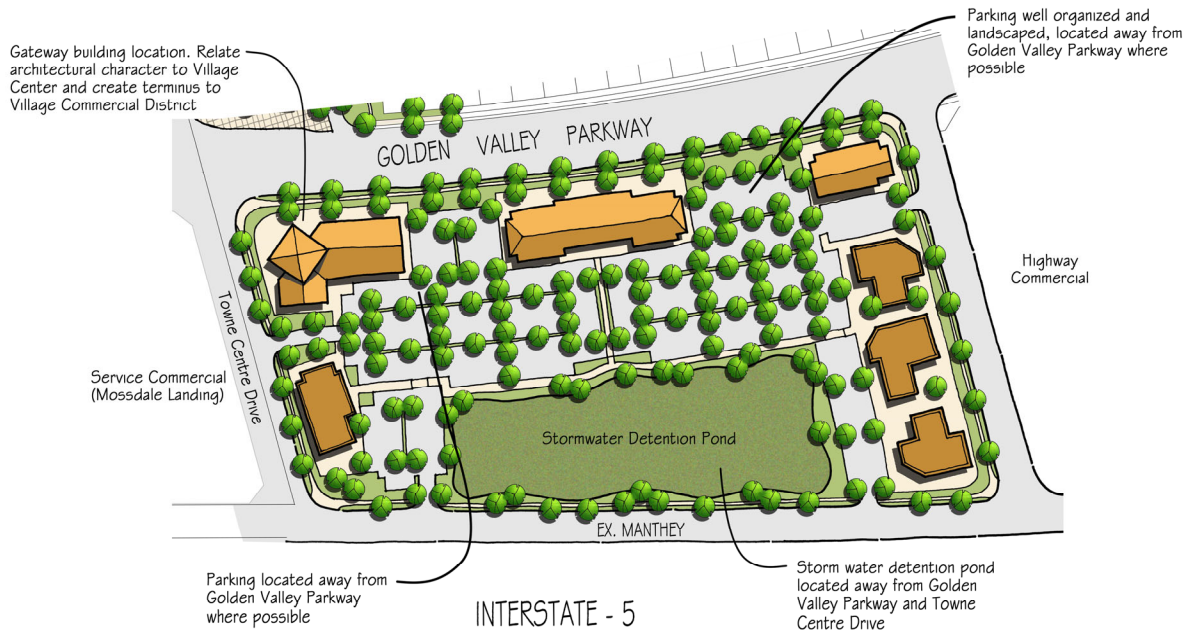 Gateway building location. Relate
architectural character to Village
Center and create terminus to
Village Commercial District
Parking well organized and
landscaped, located away from
Golden Valley Parkway where
possible
GOLDEN VALLEY PARKWAY
Highway
Commercial
Towne Centre Drive
Service Commercial
(Mossdale Landing)
Stormwater Detention Pond
EX. MANTHEY
Parking located away from
Golden Valley Parkway
where possible
INTERSTATE - 5
Storm water detention pond
located away from Golden
Valley Parkway and Towne
Centre Drive